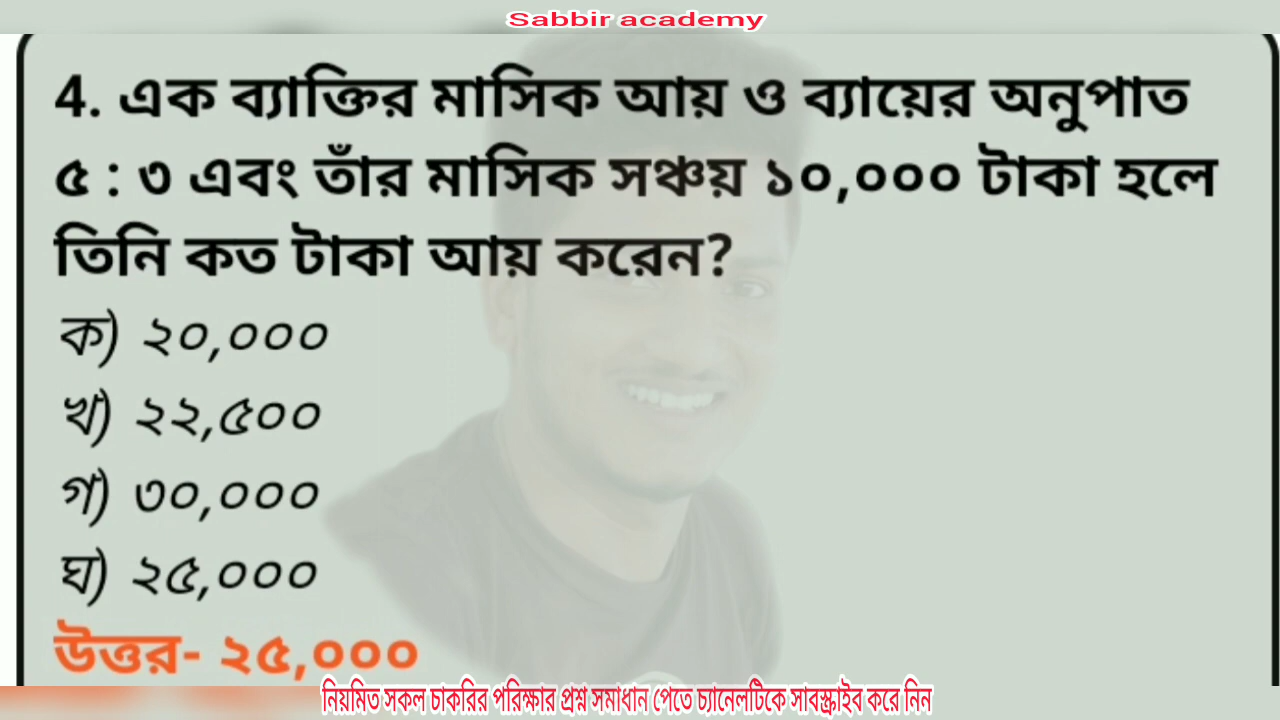 Sabbir academy
4. এক ব্যাক্তির মাসিক আয় ও ব্যায়ের অনুপাত
৫ : ৩ এবং তাঁর মাসিক সঞ্চয় ১০,০০০ টাকা হলে
তিনি কত টাকা আয় করেন?
ক) ২০,০০০
খ) ২২,৫০০
গ) ৩০,০০০
ঘ) ২৫,০০০
উত্তর- ২৫,০০০
নিয়মিত সকল চাকরির পরিক্ষার প্রশ্ন সমাধান পেতে চ্যানেলটিকে সাবস্ক্রাইব করে নিন